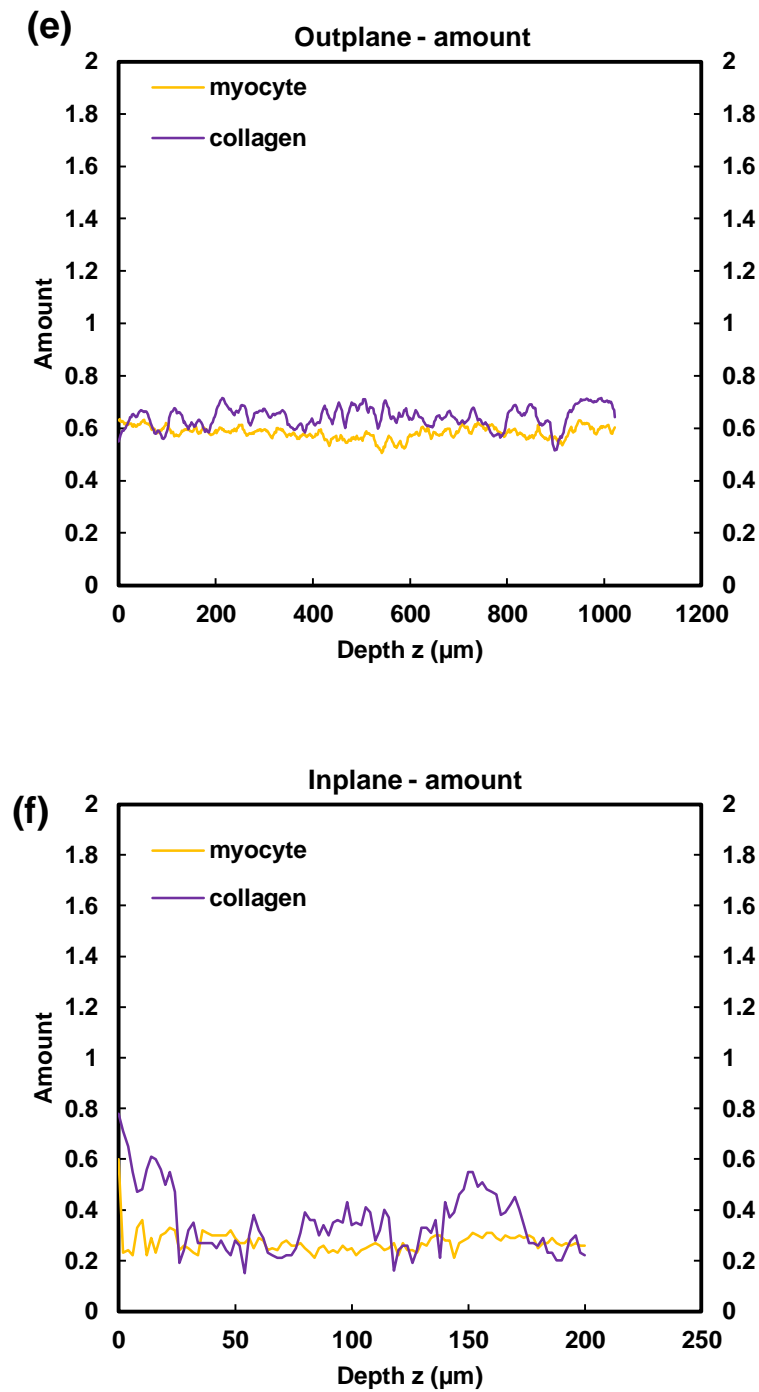 (e)
Outplane - amount
2 2
1.8 myocyte 1.8
1.6 collagen 1.6
1.4 1.4
1.2 1.2
Amount
1 1
0.8 0.8
0.6 0.6
0.4 0.4
0.2 0.2
0 0
0 200 400 600 800 1000 1200
Depth z (µm)
(f)
Inplane - amount
2 2
1.8 myocyte 1.8
1.6 collagen 1.6
1.4 1.4
1.2 1.2
Amount
1 1
0.8 0.8
0.6 0.6
0.4 0.4
0.2 0.2
0 0
0 50 100 150 200 250
Depth z (µm)